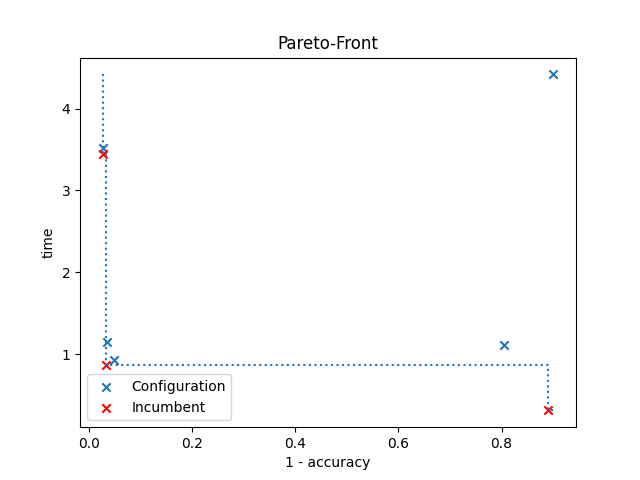 Pareto-Front
4
3
2
1
time
Configuration
Incumbent
0.0 0.2 0.4 0.6 0.8
1 - accuracy